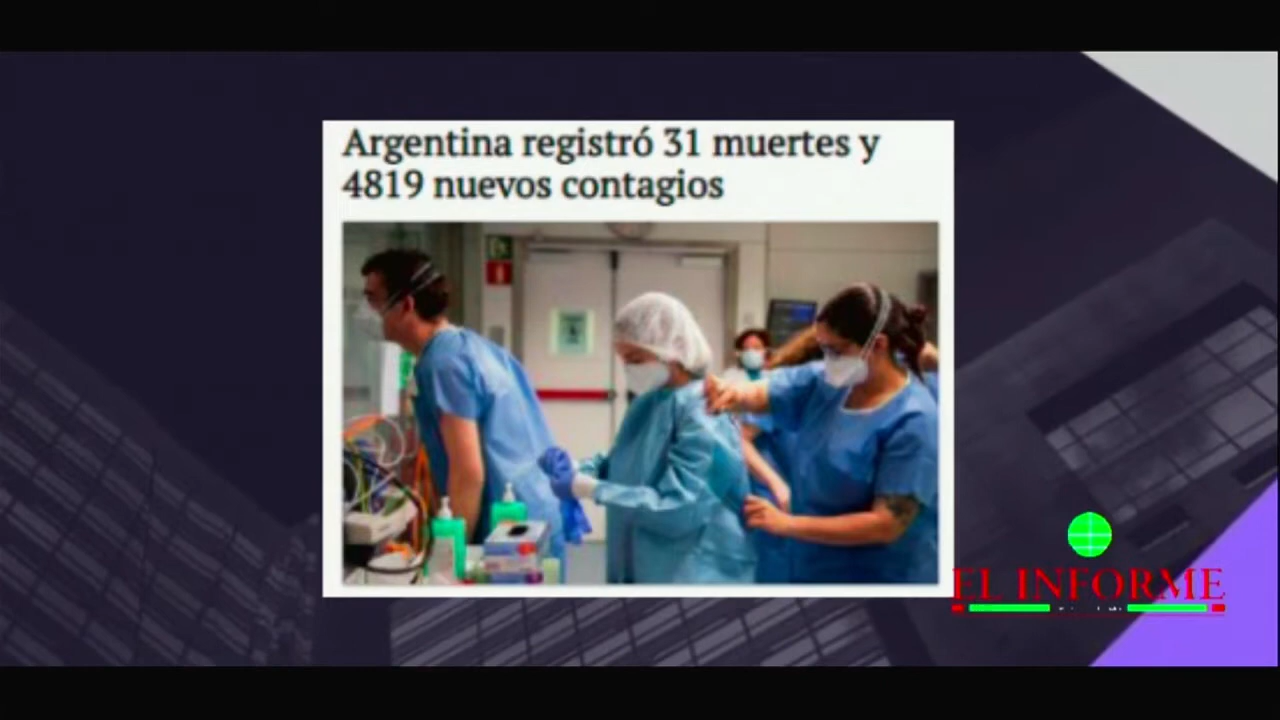 Argentina registró 31 muertes y
4819 nuevos contagios
EL INFORME